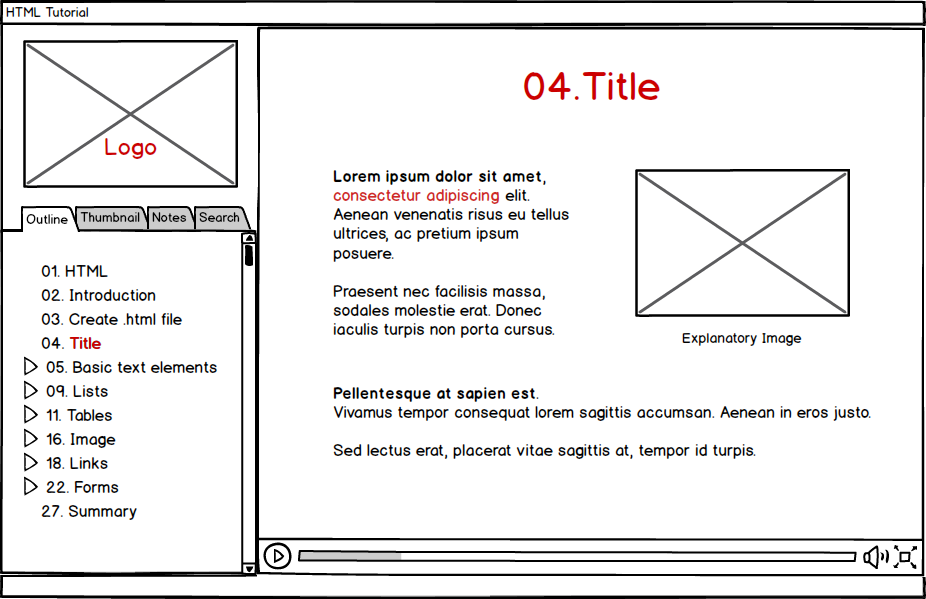 HTML Tutorial
Logo
Outline
Thumbnail
Notes
Search
01. HTML
02. Introduction
03. Create .html file
04. Title
05. Basic text elements
09. Lists
11. Tables
16. Image
18. Links
22. Forms
27. Summary
04.Title
Lorem ipsum dolor sit amet,
consectetur adipiscing elit.
Aenean venenatis risus eu tellus
ultrices, ac pretium ipsum
posuere.
Praesent nec facilisis massa,
sodales molestie erat. Donec
iaculis turpis non porta cursus.
Explanatory Image
Pellentesque at sapien est.
Vivamus tempor consequat lorem sagittis accumsan. Aenean in eros justo.
Sed lectus erat, placerat vitae sagittis at, tempor id turpis.